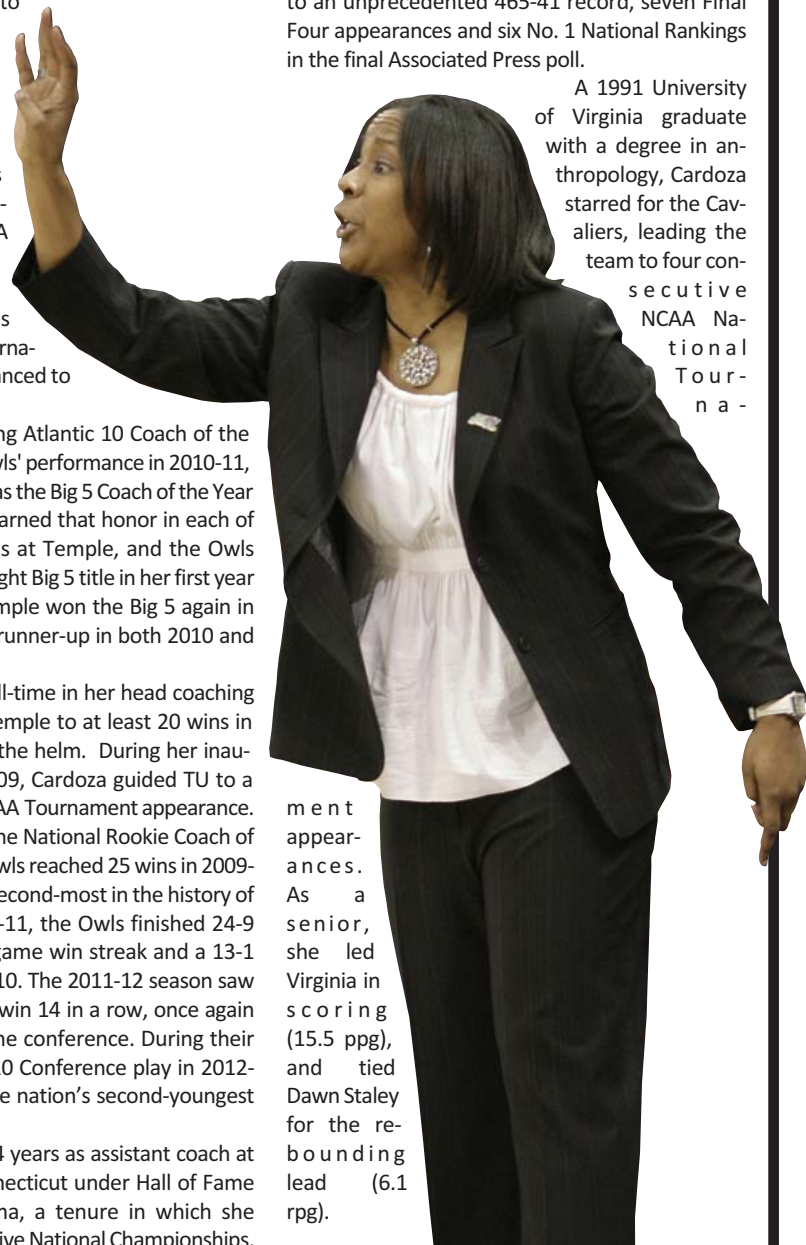 to
s
-
A
s
rna-
nced to
ng Atlantic 10 Coach of the
wls' performance in 2010-11,
as the Big 5 Coach of the Year
arned that honor in each of
s at Temple, and the Owls
ght Big 5 title in her first year
mple won the Big 5 again in
runner-up in both 2010 and
ll-time in her head coaching
emple to at least 20 wins in
the helm. During her inau-
09, Cardoza guided TU to a
AA Tournament appearance.
he National Rookie Coach of
wls reached 25 wins in 2009-
second-most in the history of
-11, the Owls finished 24-9
game win streak and a 13-1
10. The 2011-12 season saw
win 14 in a row, once again
he conference. During their
10 Conference play in 2012-
e nation’s second-youngest
4 years as assistant coach at
necticut under Hall of Fame
ma, a tenure in which she
ive National Championships,
to an unprecedented 465-41 record, seven Final
Four appearances and six No. 1 National Rankings
in the final Associated Press poll.
A 1991 University
of Virginia graduate
with a degree in an-
thropology, Cardoza
starred for the Cav-
aliers, leading the
team to four con-
secutive
NCAA Na-
tional
Tour-
na-
ment
appear-
ances.
As a
senior,
she led
Virginia in
scoring
(15.5 ppg),
and tied
Dawn Staley
for the re-
bounding
lead (6.1
rpg).